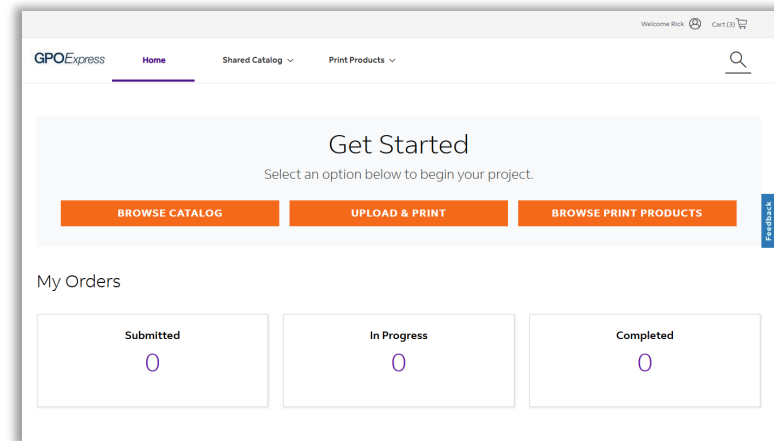 Welcome Rick Cart (3)
GPOExpress Home Shared Catalog Print Products
Get Started
Select an option below to begin your project.
BROWSE CATALOG UPLOAD & PRINT BROWSE PRINT PRODUCTS
Feedback
My Orders
Submitted In Progress Completed
0 0 0